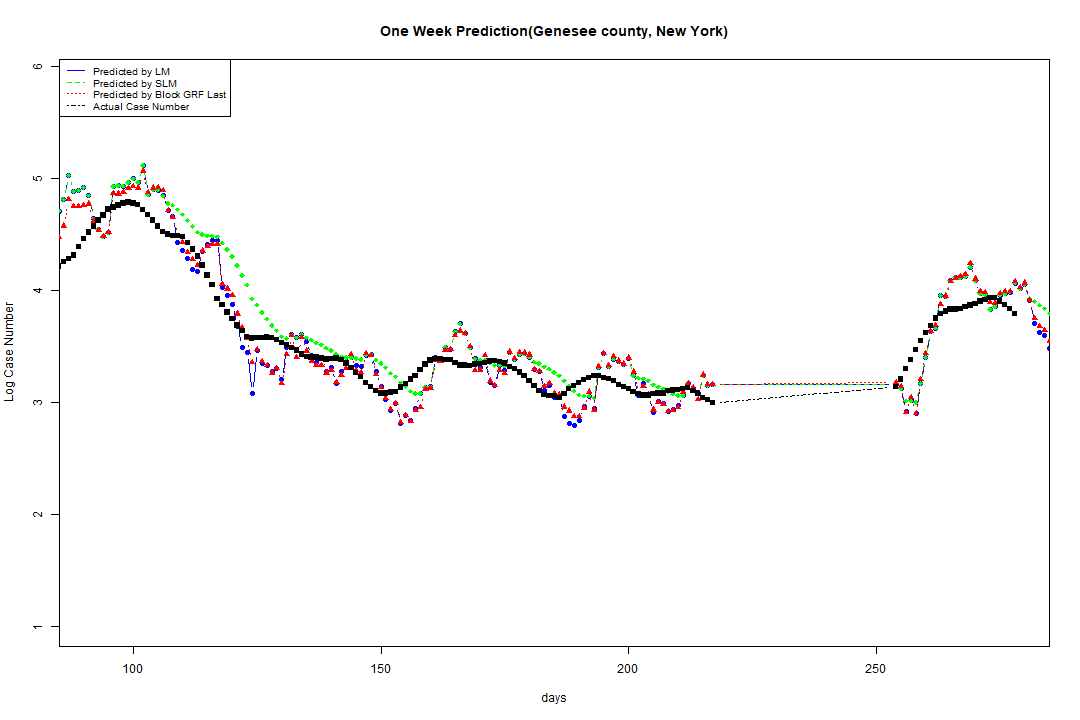 One Week Prediction(Genesee county, New York)
Predicted by LM
Predicted by SLM
Predicted by Block GRF Last
Actual Case Number
Log Case Number
6
5
4
3
2
1
100 150 200 250
days